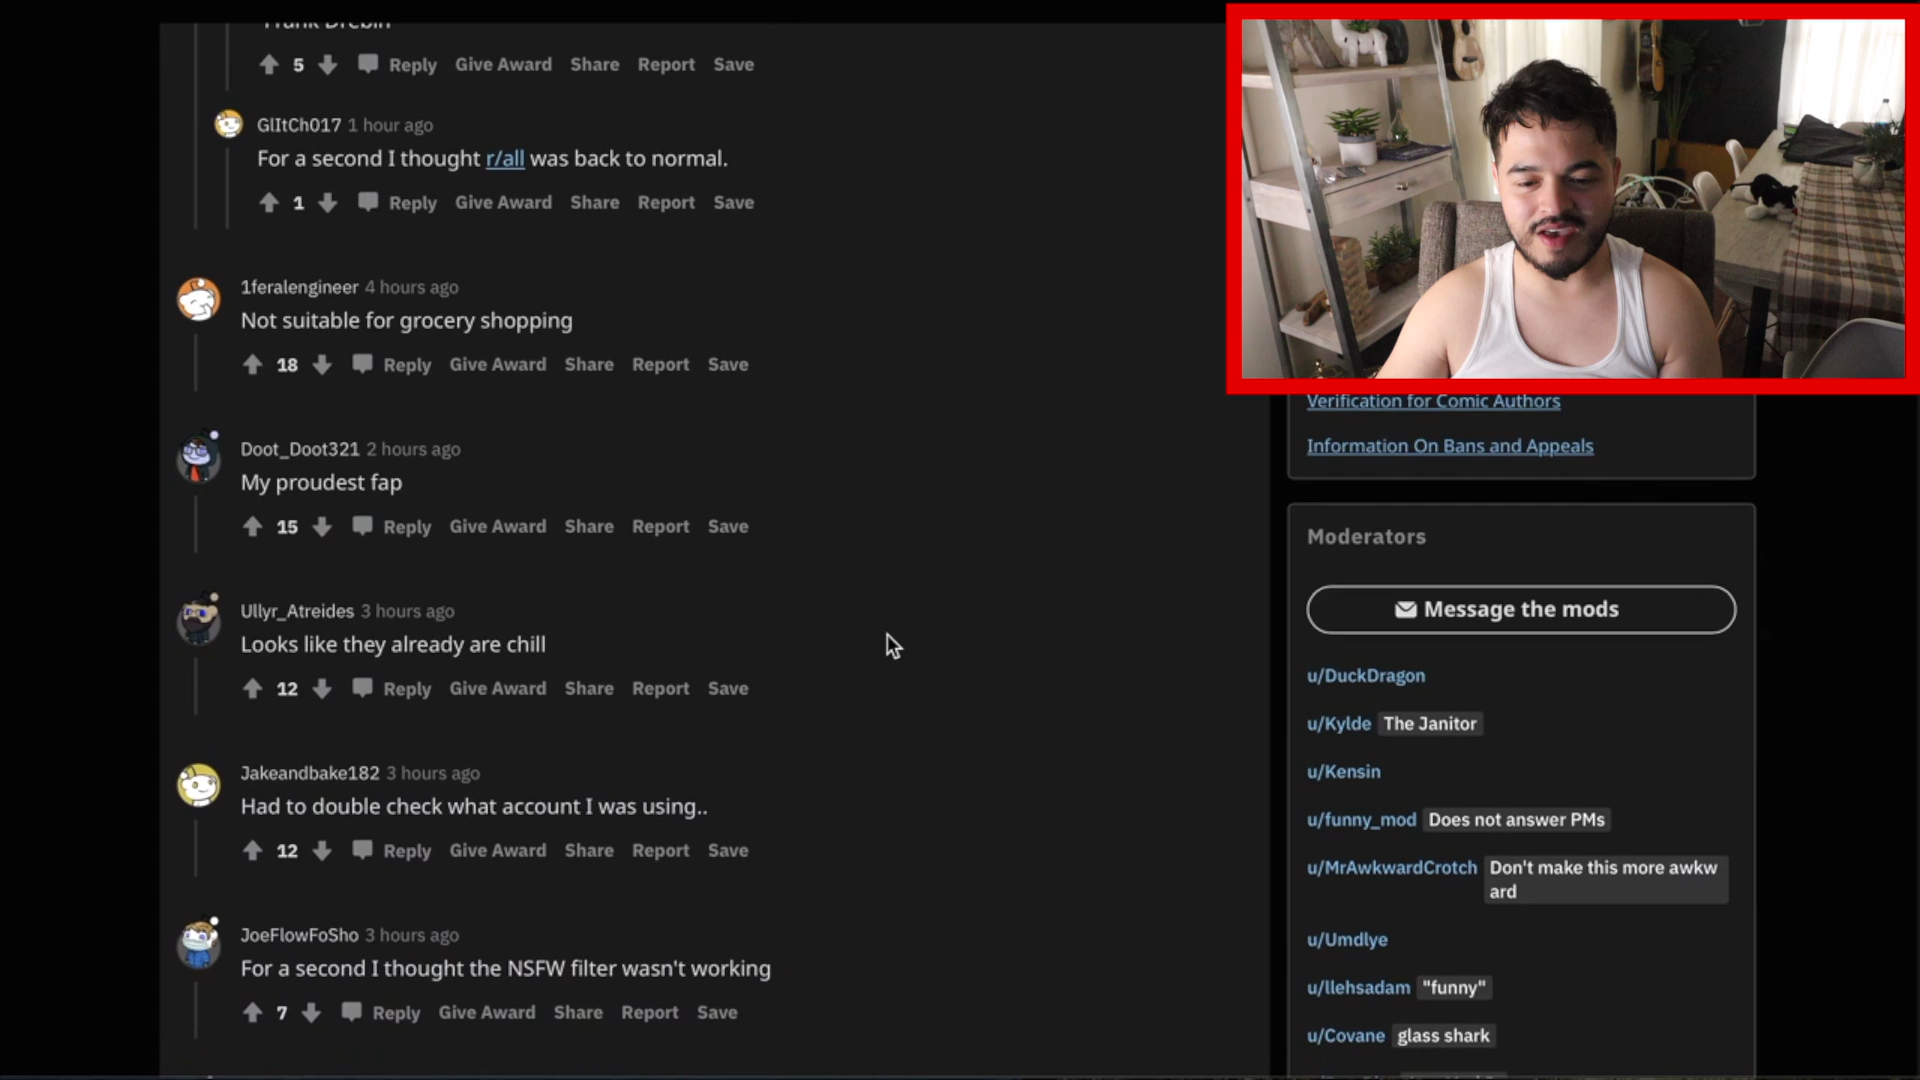 Frank Drebin
5 Reply Give Award Share Report Save
GlItCh017 1 hour ago
For a second I thought r/all was back to normal.
1 Reply Give Award Share Report Save
1feralengineer 4 hours ago
Not suitable for grocery shopping
18 Reply Give Award Share Report Save
Doot_Doot321 2 hours ago
My proudest fap
15 Reply Give Award Share Report Save
Ullyr_Atreides 3 hours ago
Looks like they already are chill
12 Reply Give Award Share Report Save
Jakeandbake182 3 hours ago
Had to double check what account I was using..
12 Reply Give Award Share Report Save
JoeFlowFoSho 3 hours ago
For a second I thought the NSFW filter wasn't working
7 Reply Give Award Share Report Save
Verification for Comic Authors
Information On Bans and Appeals
Moderators
Message the mods
u/DuckDragon
u/Kylde The Janitor
u/Kensin
u/funny_mod Does not answer PMs
u/MrAwkwardCrotch Don't make this more awkw
ard
u/Umdlye
u/llehsadam "funny"
u/Covane glass shark